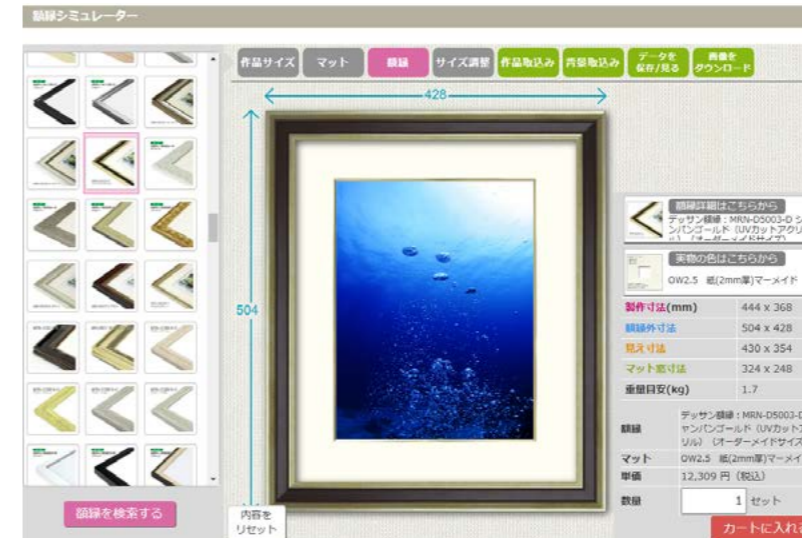 額縁シミュレーター
作品サイズ
マット
額縁
サイズ調整
作品取込み
背景取込み
データを
保存/見る
画像を
ダウンロード
428
504
額縁詳細はこちらから
デッサン額縁：MRN-D5003-D シ
ンパンゴールド（UVカットアクリ
ル）（オーダーメイドサイズ）
実物の色はこちらから
OW2.5 紙(2mm厚)マーメイド
製作寸法(mm) 444 x 368
額縁外寸法 504 x 428
見え寸法 430 x 354
マット窓寸法 324 x 248
重量目安(kg) 1.7
額縁
デッサン額縁：MRN-D5003-D
ャンパンゴールド（UVカットア
リル）（オーダーメイドサイズ
マット OW2.5 紙(2mm厚)マーメイ
単価 12,309 円（税込）
数量 1 セット
カートに入れ
額縁を検索する
内容を
リセット